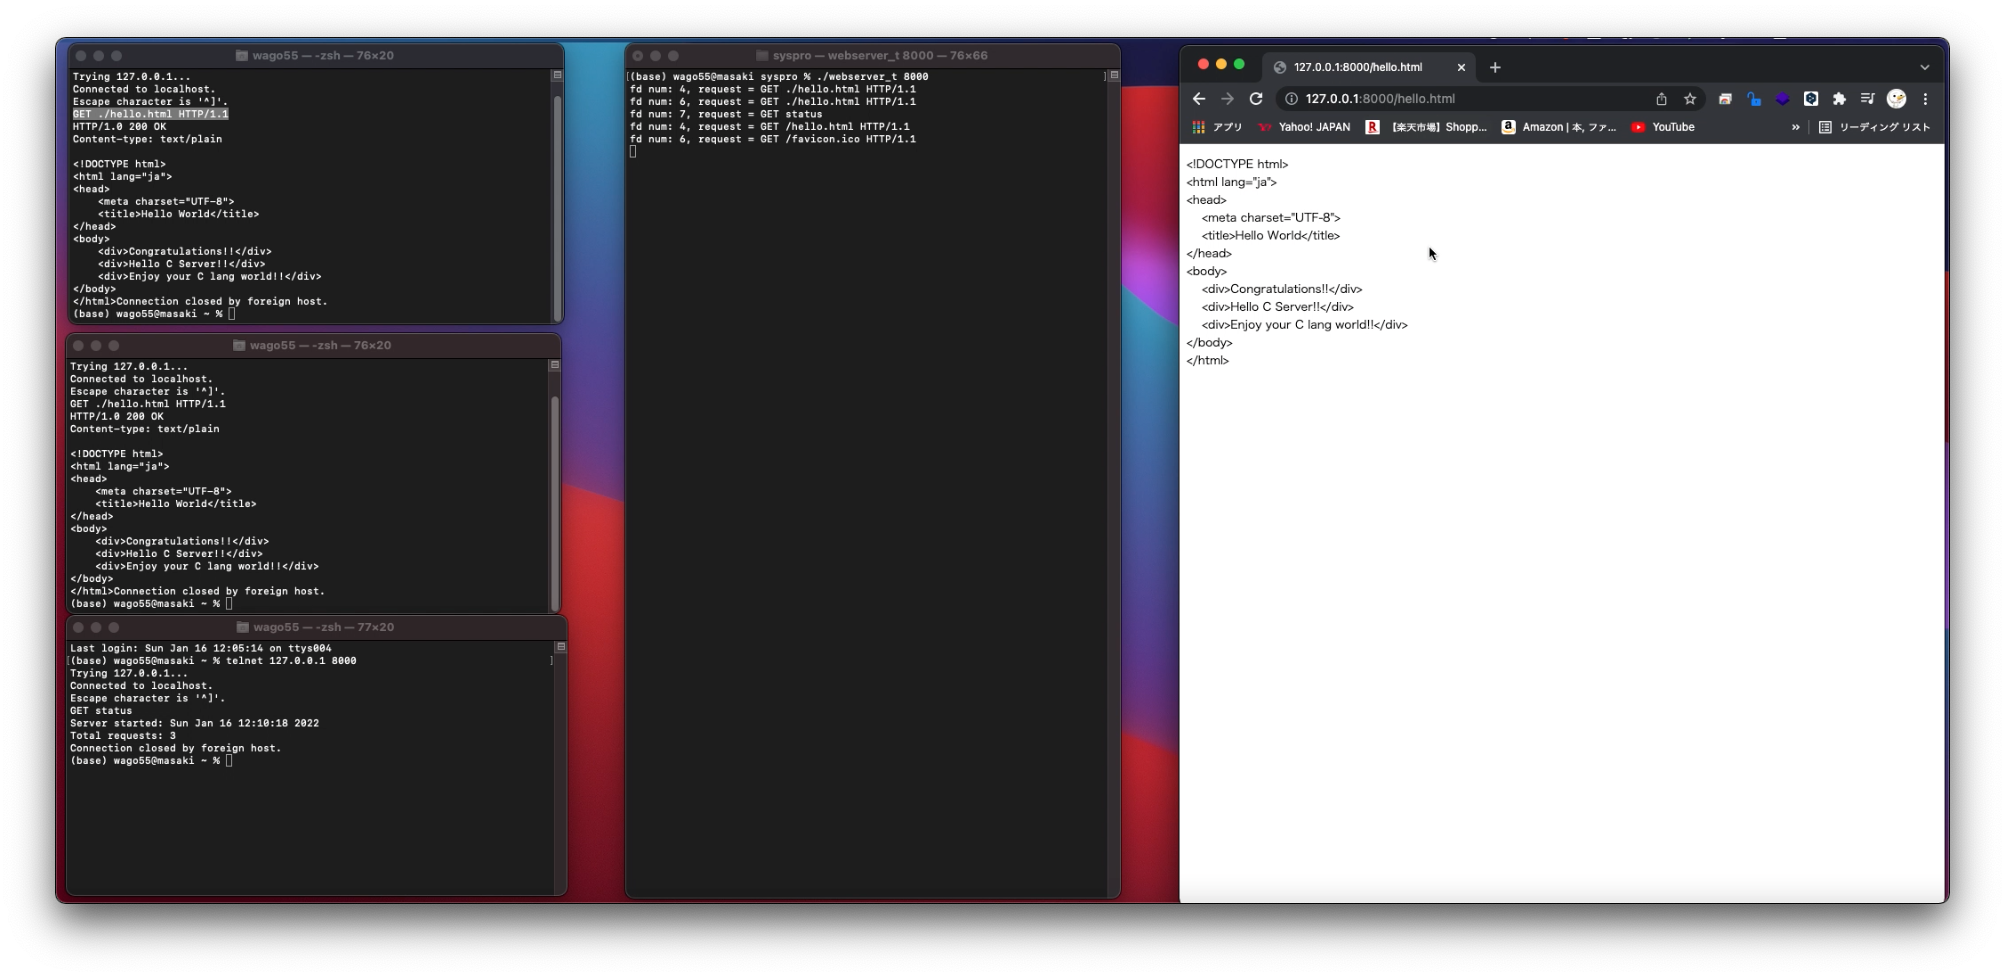 wago55 — -zsh — 76×20
Trying 127.0.0.1...
Connected to localhost.
Escape character is '^]'.
GET ./hello.html HTTP/1.1
HTTP/1.0 200 OK
Content-type: text/plain
<!DOCTYPE html>
<html lang="ja">
<head>
    <meta charset="UTF-8">
    <title>Hello World</title>
</head>
<body>
    <div>Congratulations!!</div>
    <div>Hello C Server!!</div>
    <div>Enjoy your C lang world!!</div>
</body>
</html>Connection closed by foreign host.
(base) wago55@masaki ~ %
wago55 — -zsh — 76×20
Trying 127.0.0.1...
Connected to localhost.
Escape character is '^]'.
GET ./hello.html HTTP/1.1
HTTP/1.0 200 OK
Content-type: text/plain
<!DOCTYPE html>
<html lang="ja">
<head>
    <meta charset="UTF-8">
    <title>Hello World</title>
</head>
<body>
    <div>Congratulations!!</div>
    <div>Hello C Server!!</div>
    <div>Enjoy your C lang world!!</div>
</body>
</html>Connection closed by foreign host.
(base) wago55@masaki ~ %
wago55 — -zsh — 77×20
Last login: Sun Jan 16 12:05:14 on ttys004
[(base) wago55@masaki ~ % telnet 127.0.0.1 8000 ]
Trying 127.0.0.1...
Connected to localhost.
Escape character is '^]'.
GET status
Server started: Sun Jan 16 12:10:18 2022
Total requests: 3
Connection closed by foreign host.
(base) wago55@masaki ~ %
syspro — webserver_t 8000 — 76×66
[(base) wago55@masaki syspro % ./webserver_t 8000 ]
fd num: 4, request = GET ./hello.html HTTP/1.1
fd num: 6, request = GET ./hello.html HTTP/1.1
fd num: 7, request = GET status
fd num: 4, request = GET /hello.html HTTP/1.1
fd num: 6, request = GET /favicon.ico HTTP/1.1
127.0.0.1:8000/hello.html
127.0.0.1:8000/hello.html
アプリ Yahoo! JAPAN R 【楽天市場】Shopp... a Amazon | 本, ファ... YouTube » リーディング リスト
<!DOCTYPE html>
<html lang="ja">
<head>
    <meta charset="UTF-8">
    <title>Hello World</title>
</head>
<body>
    <div>Congratulations!!</div>
    <div>Hello C Server!!</div>
    <div>Enjoy your C lang world!!</div>
</body>
</html>